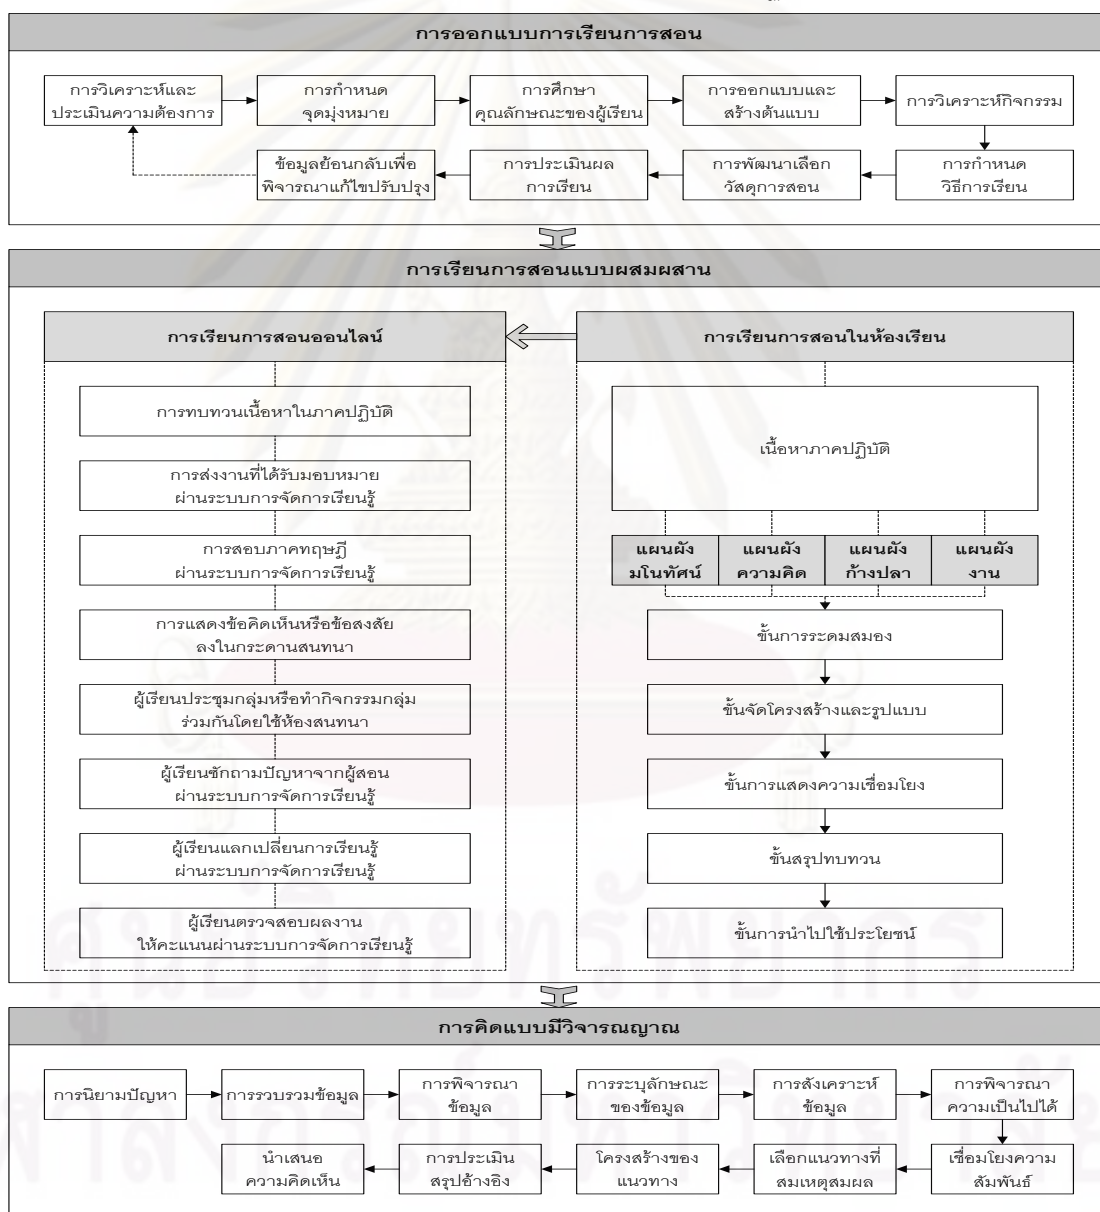 การออกแบบการเรียนการสอน
การวิเคราะห์และ
ประเมินความต้องการ
การกำหนด
จุดมุ่งหมาย
การศึกษา
คุณลักษณะของผู้เรียน
การออกแบบและ
สร้างต้นแบบ
การวิเคราะห์กิจกรรม
ข้อมูลย้อนกลับเพื่อ
พิจารณาแก้ไขปรับปรุง
การประเมินผล
การเรียน
การพัฒนาเลือก
วัสดุการสอน
การกำหนด
วิธีการเรียน
การเรียนการสอนแบบผสมผสาน
การเรียนการสอนออนไลน์
การทบทวนเนื้อหาในภาคปฏิบัติ
การส่งงานที่ได้รับมอบหมาย
ผ่านระบบการจัดการเรียนรู้
การสอบภาคทฤษฎี
ผ่านระบบการจัดการเรียนรู้
การแสดงข้อคิดเห็นหรือข้อสงสัย
ลงในกระดานสนทนา
ผู้เรียนประชุมกลุ่มหรือทำกิจกรรมกลุ่ม
ร่วมกันโดยใช้ห้องสนทนา
ผู้เรียนซักถามปัญหาจากผู้สอน
ผ่านระบบการจัดการเรียนรู้
ผู้เรียนแลกเปลี่ยนการเรียนรู้
ผ่านระบบการจัดการเรียนรู้
ผู้เรียนตรวจสอบผลงาน
ให้คะแนนผ่านระบบการจัดการเรียนรู้
การเรียนการสอนในห้องเรียน
เนื้อหาภาคปฏิบัติ
แผนผัง
มโนทัศน์
แผนผัง
ความคิด
แผนผัง
ก้างปลา
แผนผัง
งาน
ขั้นการระดมสมอง
ขั้นจัดโครงสร้างและรูปแบบ
ขั้นการแสดงความเชื่อมโยง
ขั้นสรุปทบทวน
ขั้นการนำไปใช้ประโยชน์
ศูนย์วิทยทรัพยากร
การคิดแบบมีวิจารณญาณ
การนิยามปัญหา
การรวบรวมข้อมูล
การพิจารณา
ข้อมูล
การระบุลักษณะ
ของข้อมูล
การสังเคราะห์
ข้อมูล
การพิจารณา
ความเป็นไปได้
นำเสนอ
ความคิดเห็น
การประเมิน
สรุปอ้างอิง
โครงสร้างของ
แนวทาง
เลือกแนวทางที่
สมเหตุสมผล
เชื่อมโยงความ
สัมพันธ์